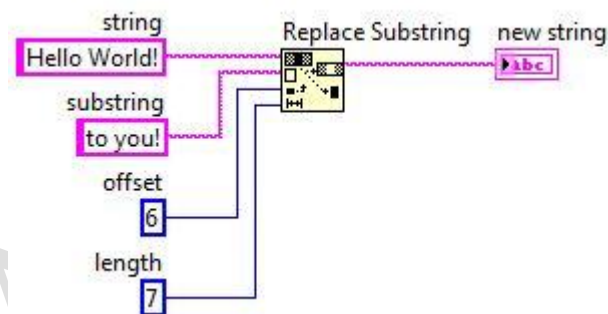 string
Replace Substring
new string
Hello World!
abc
substring
to you!
offset
6
length
7